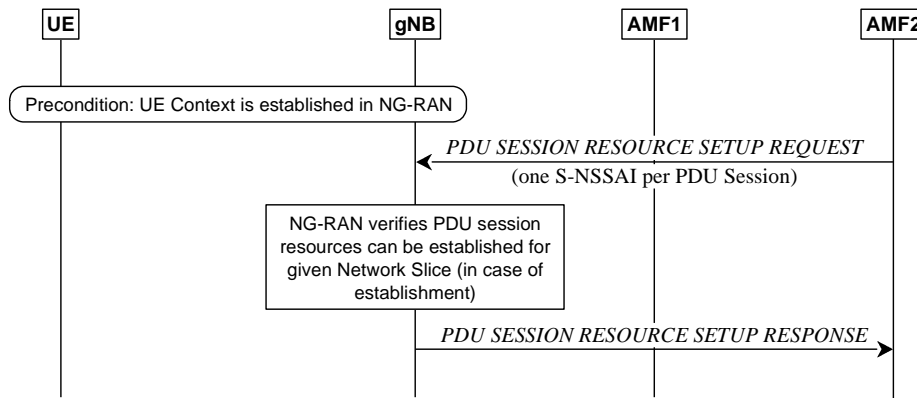 UE
gNB
AMF1
AMF2
Precondition: UE Context is established in NG-RAN
PDU SESSION RESOURCE SETUP REQUEST
(one S-NSSAI per PDU Session)
NG-RAN verifies PDU session
resources can be established for
given Network Slice (in case of
establishment)
PDU SESSION RESOURCE SETUP RESPONSE